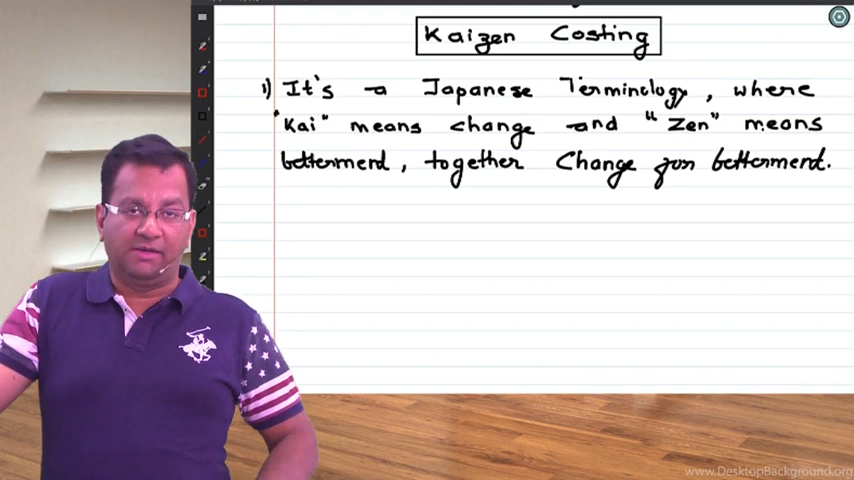 Kaizen Costing
1) It's a Japanese Terminology, where
"Kai" means change and "Zen" means
betterment, together Change for betterment.
www.DesktopBackground.org